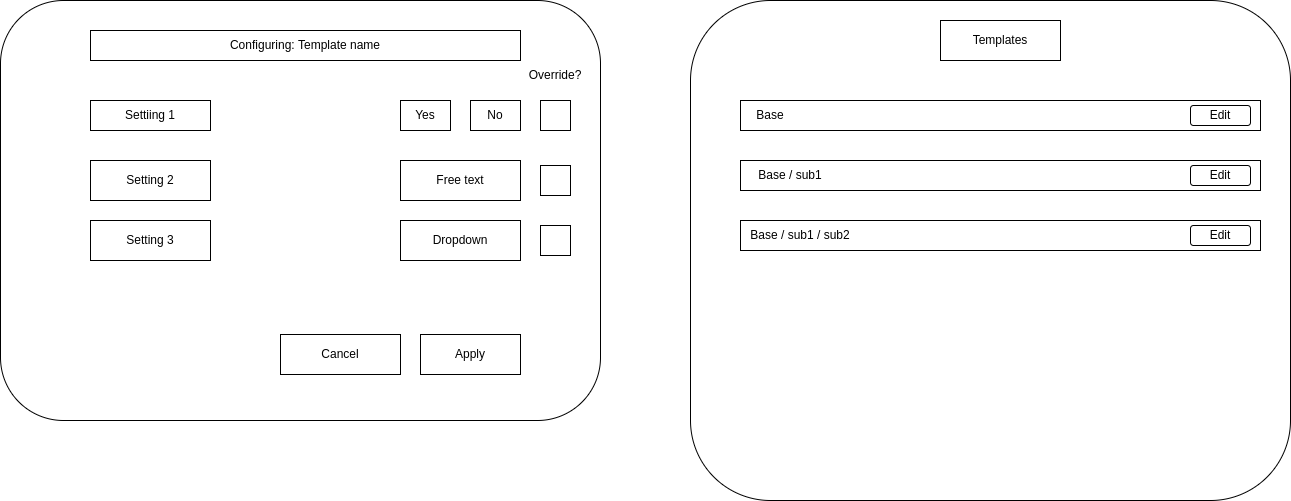 Configuring: Template name
Override?
Settiing 1
Yes
No
Setting 2
Free text
Setting 3
Dropdown
Cancel
Apply
Templates
Base
Edit
Base / sub1
Edit
Base / sub1 / sub2
Edit